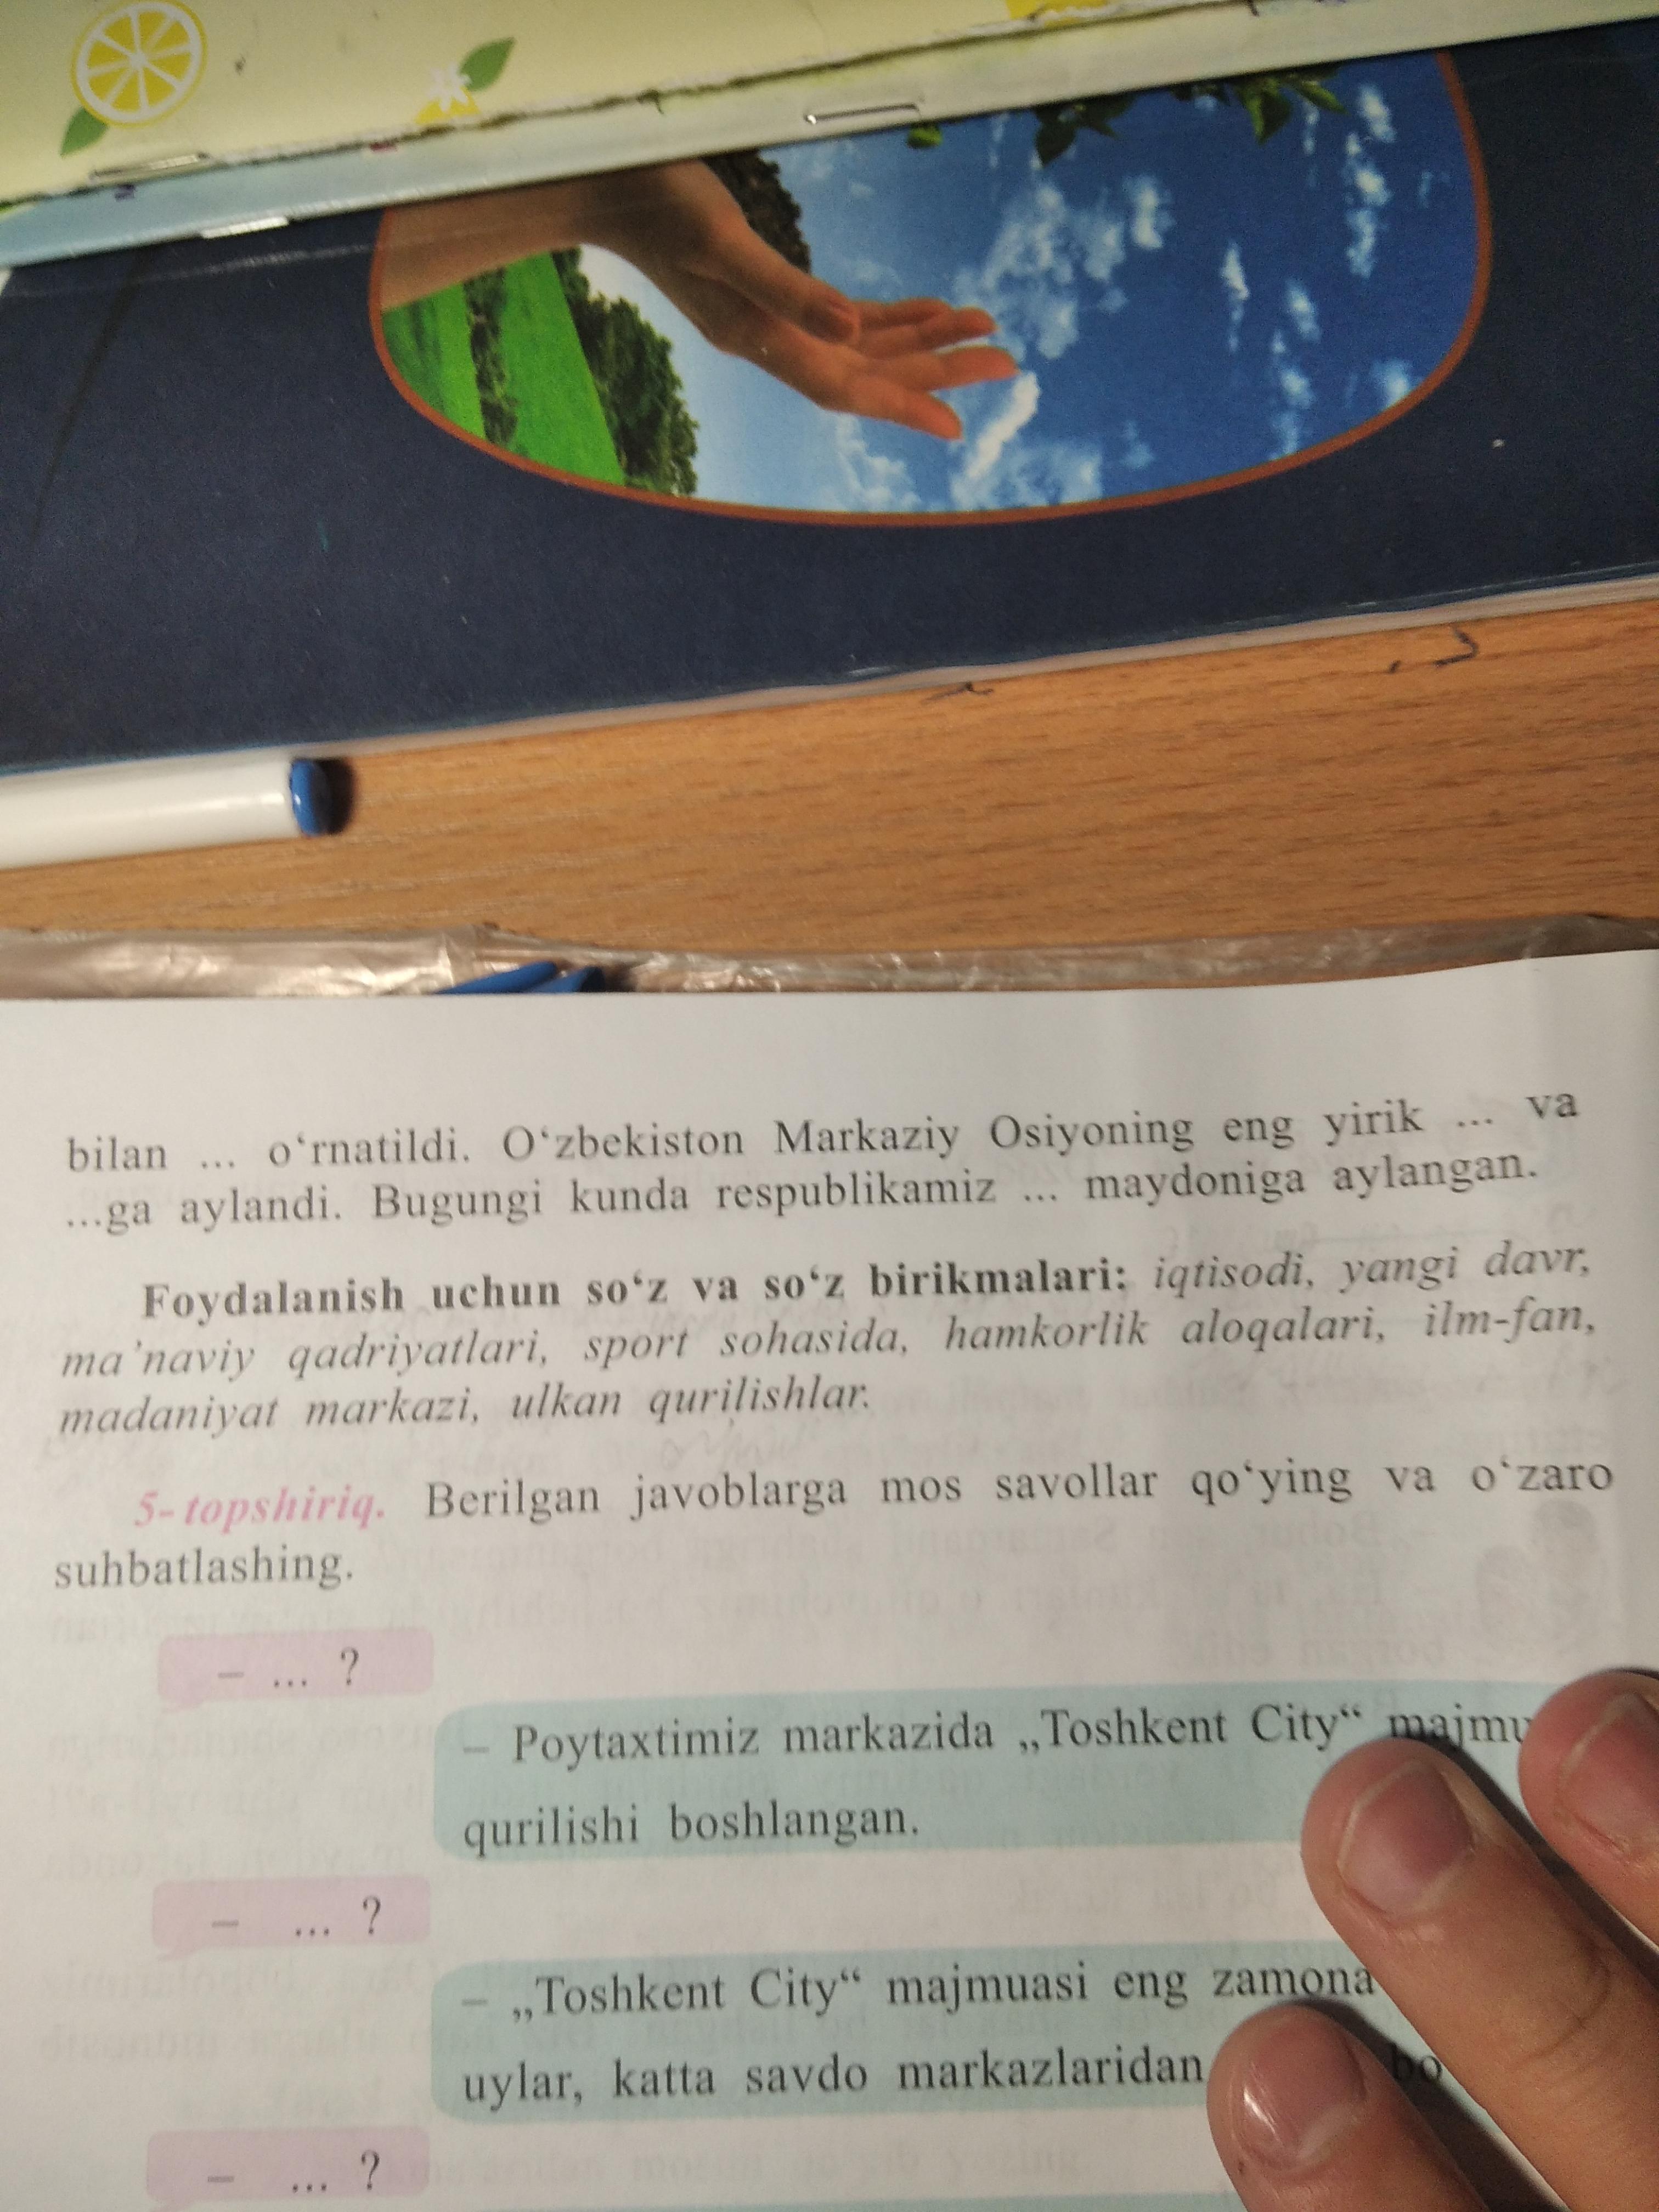 bilan ... o‘rnatildi. O‘zbekiston Markaziy Osiyoning eng yirik ... va
...ga aylandi. Bugungi kunda respublikamiz ... maydoniga aylangan.
Foydalanish uchun so‘z va so‘z birikmalari: iqtisodi, yangi davr,
ma’naviy qadriyatlari, sport sohasida, hamkorlik aloqalari, ilm-fan,
madaniyat markazi, ulkan qurilishlar.
5-topshiriq. Berilgan javoblarga mos savollar qo‘ying va o‘zaro
suhbatlashing.
– ... ?
– Poytaxtimiz markazida „Toshkent City“
qurilishi boshlangan.
– ... ?
– „Toshkent City“ majmuasi eng
uylar, katta savdo markazlaridan
– ... ?